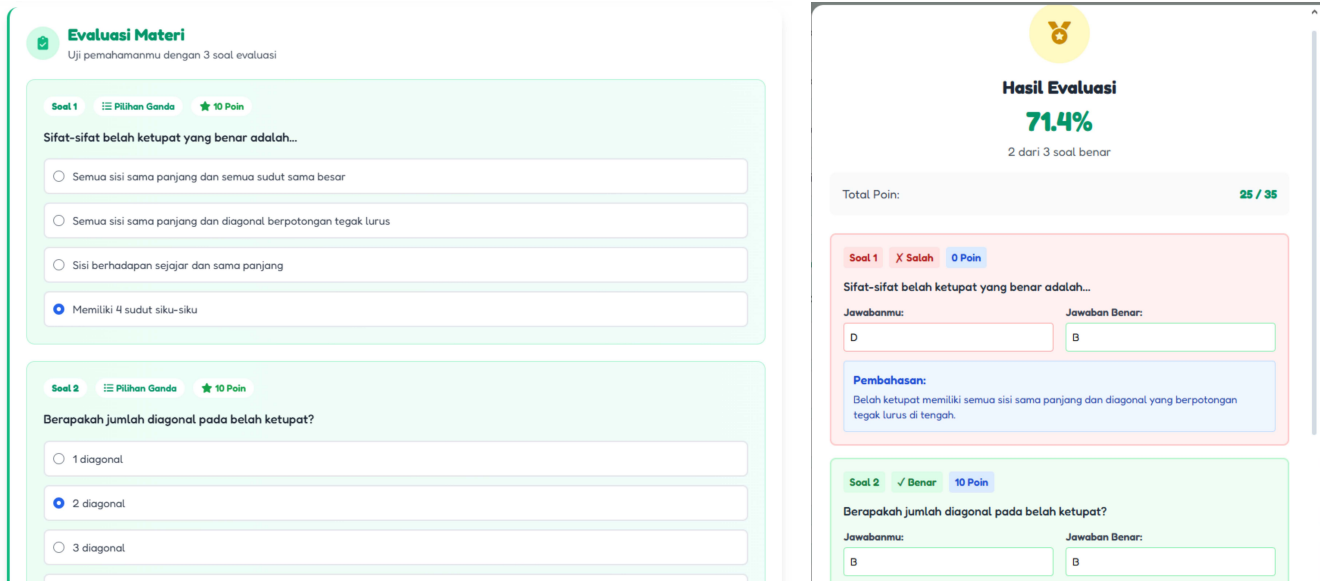 Evaluasi Materi
Uji pemahamanmu dengan 3 soal evaluasi
Soal 1 Pilihan Ganda 10 Poin
Sifat-sifat belah ketupat yang benar adalah...
Semua sisi sama panjang dan semua sudut sama besar
Semua sisi sama panjang dan diagonal berpotongan tegak lurus
Sisi berhadapan sejajar dan sama panjang
Memiliki 4 sudut siku-siku
Soal 2 Pilihan Ganda 10 Poin
Berapakah jumlah diagonal pada belah ketupat?
1 diagonal
2 diagonal
3 diagonal
Hasil Evaluasi
71.4%
2 dari 3 soal benar
Total Poin: 25 / 35
Soal 1 ✗ Salah 0 Poin
Sifat-sifat belah ketupat yang benar adalah...
Jawabanmu: Jawaban Benar:
D B
Pembahasan:
Belah ketupat memiliki semua sisi sama panjang dan diagonal yang berpotongan
tegak lurus di tengah.
Soal 2 ✓ Benar 10 Poin
Berapakah jumlah diagonal pada belah ketupat?
Jawabanmu: Jawaban Benar:
B B